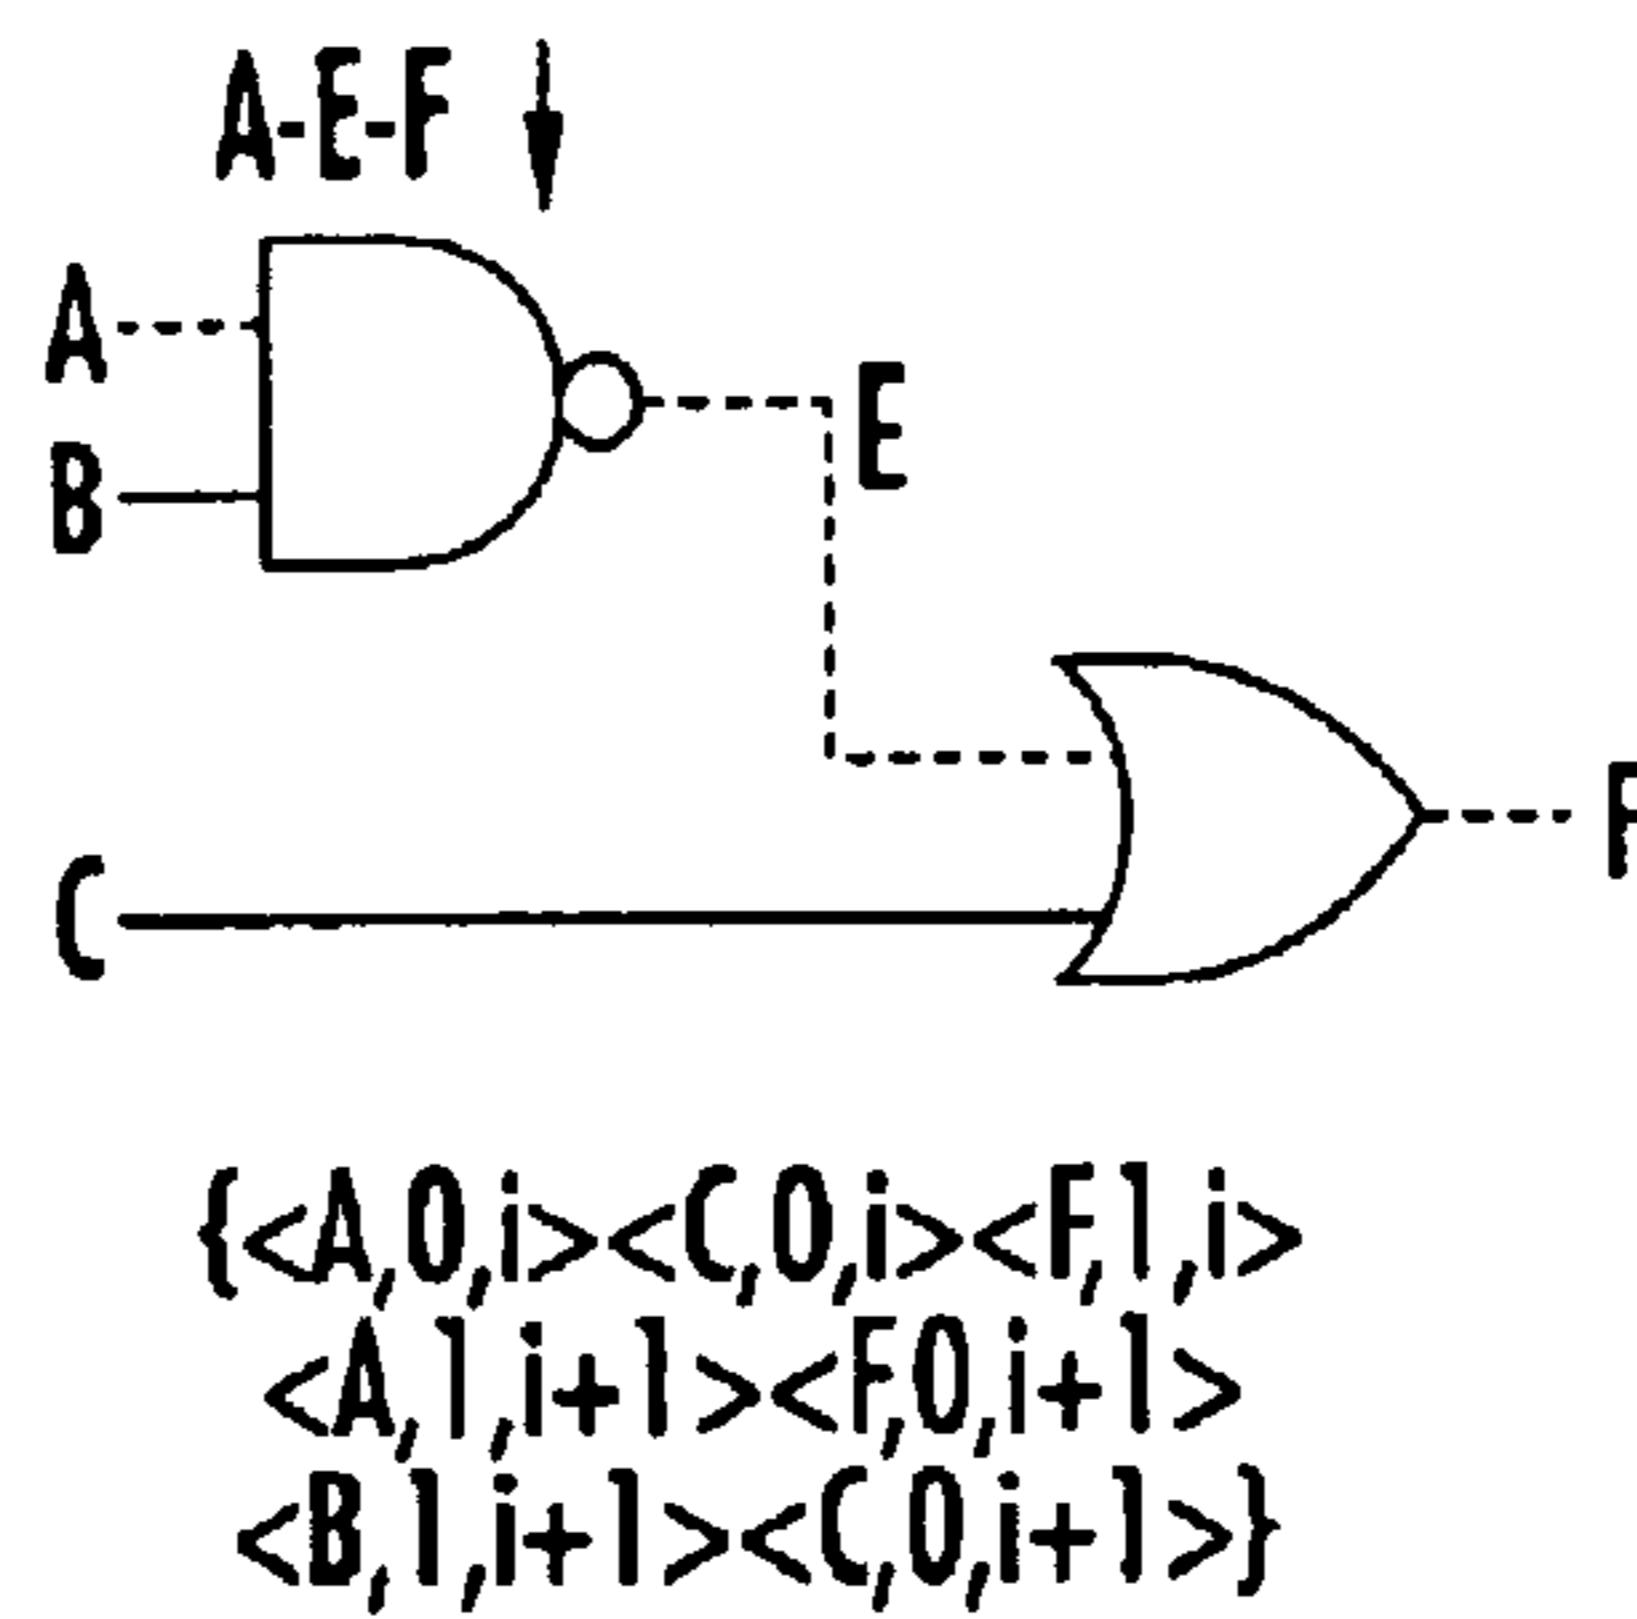 A-E-F ↓
A
B
E
C
F
{<A,0,i><C,0,i><F,1,i>
<A,1,i+1><F,0,i+1>
<B,1,i+1><C,0,i+1>}